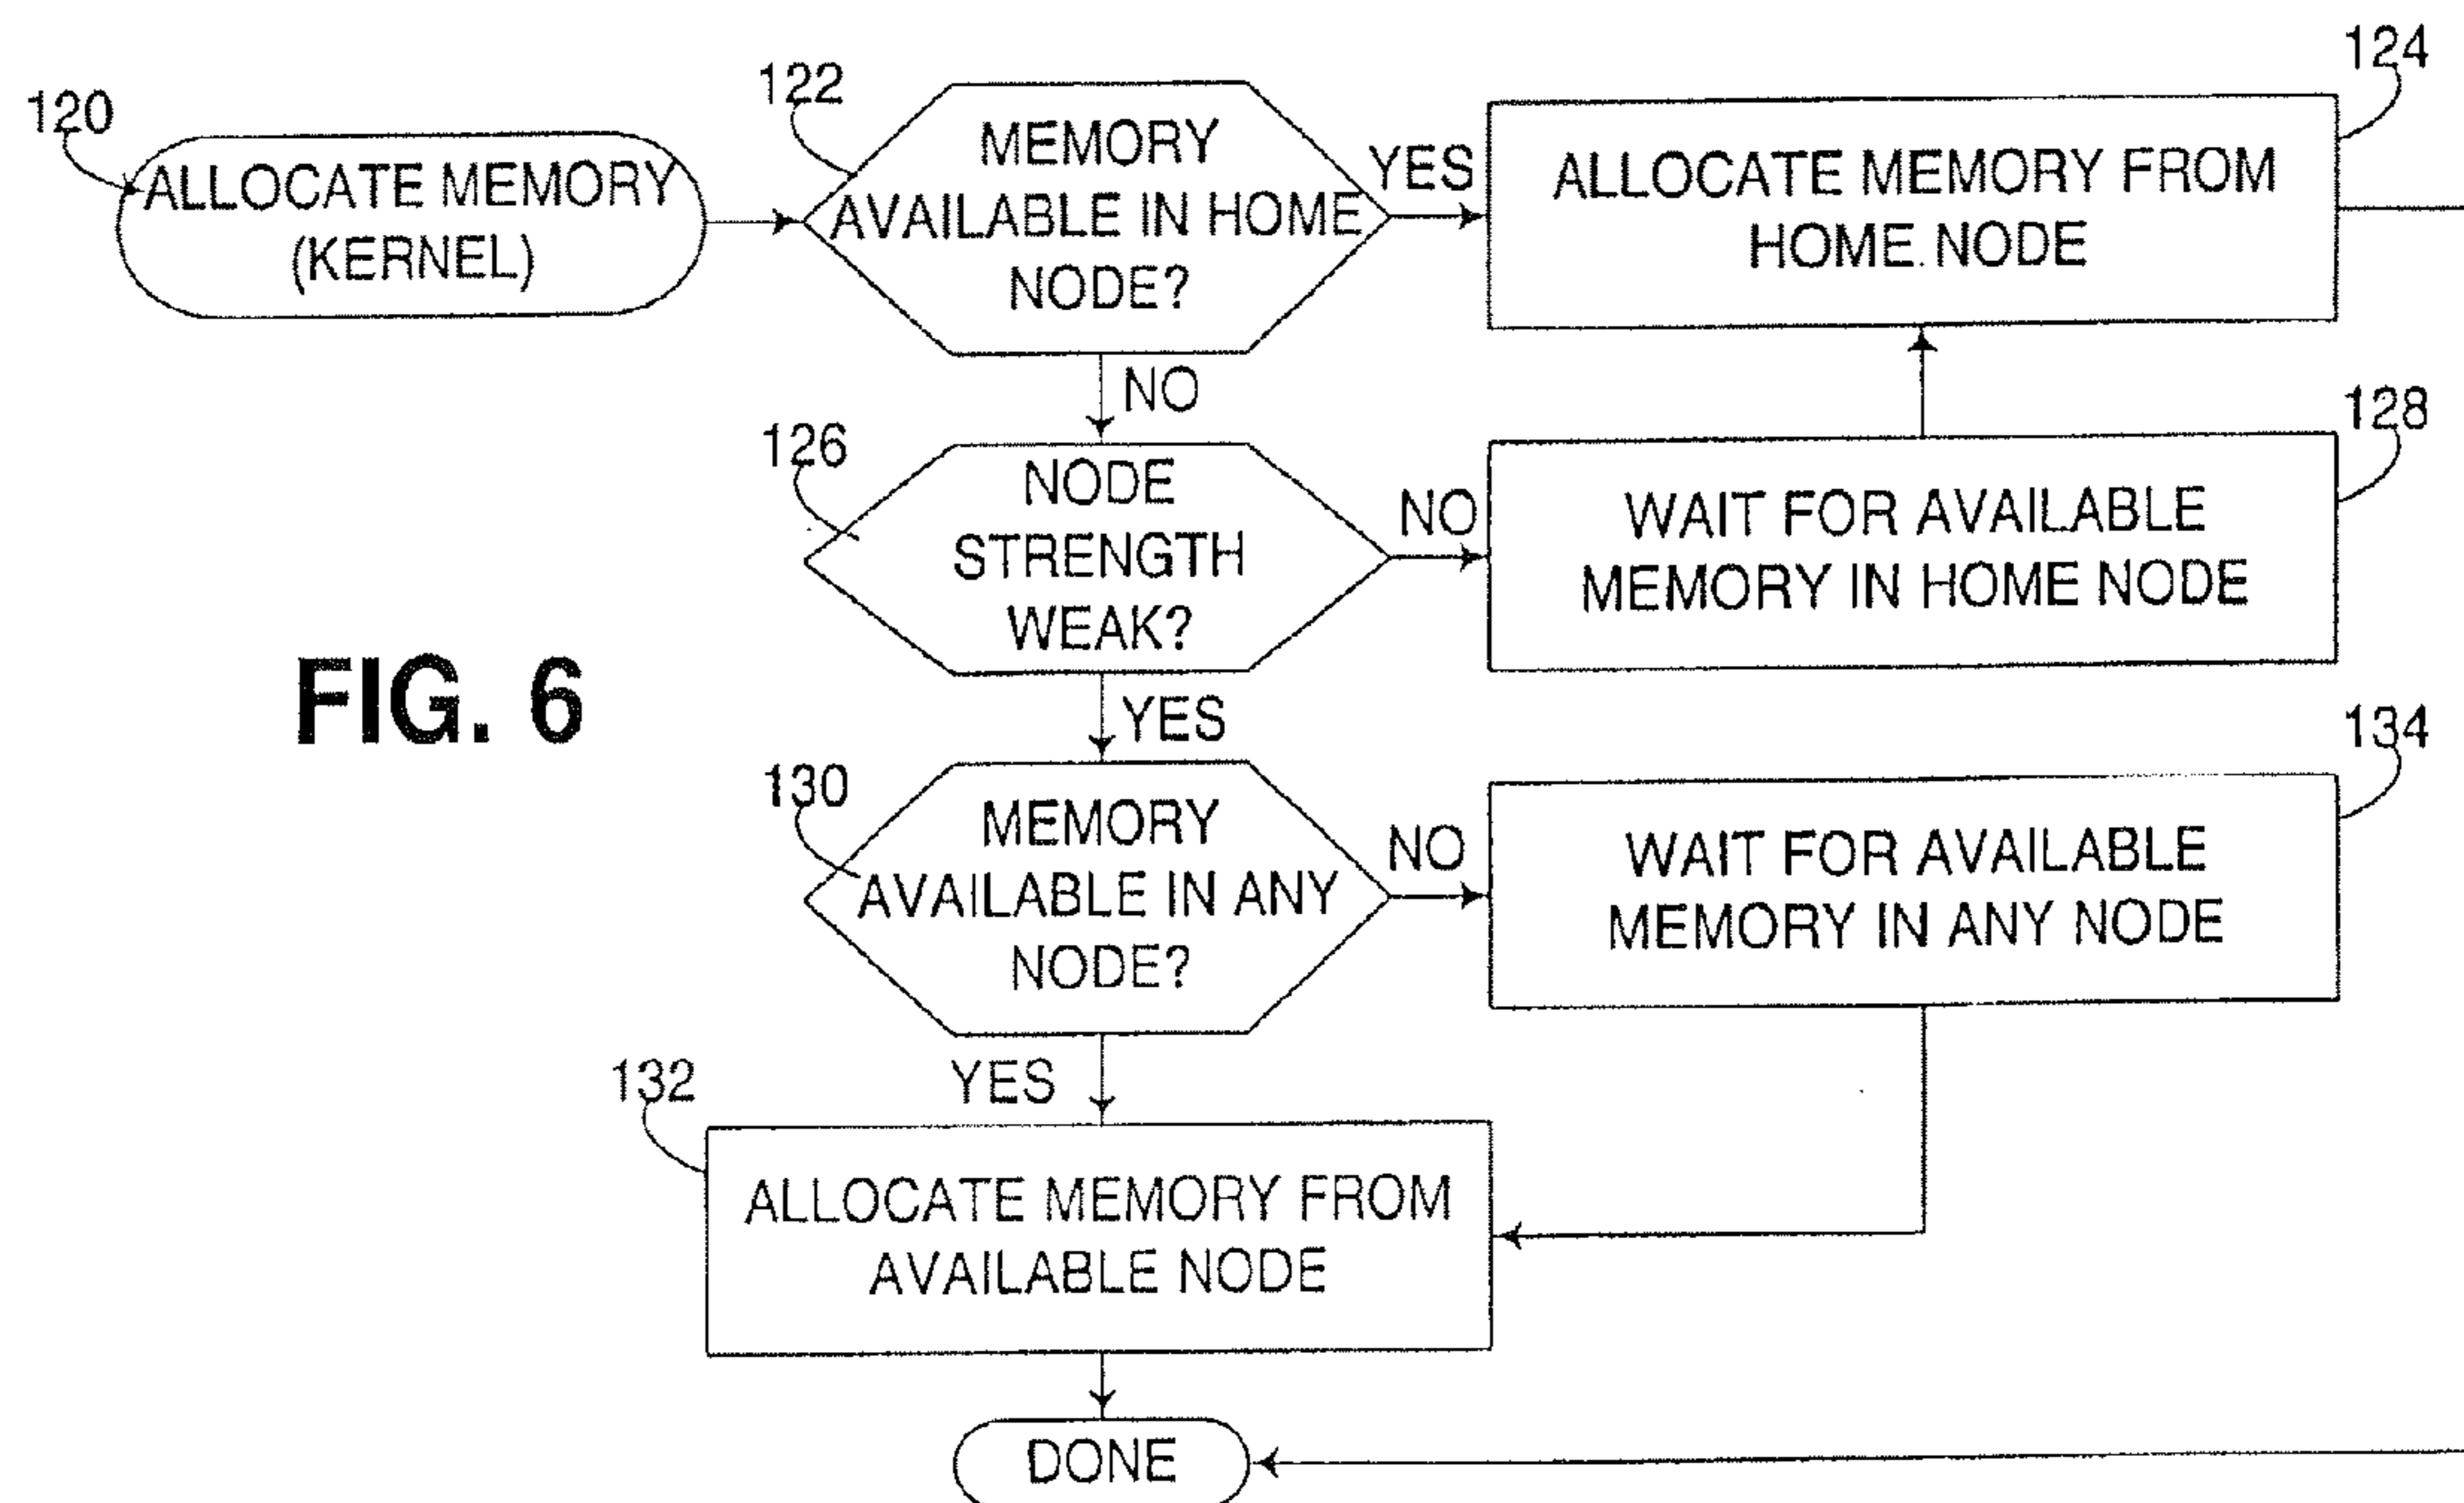 120
ALLOCATE MEMORY
(KERNEL)
122
MEMORY
AVAILABLE IN HOME
NODE?
YES
124
ALLOCATE MEMORY FROM
HOME NODE
NO
126
NODE
STRENGTH
WEAK?
NO
128
WAIT FOR AVAILABLE
MEMORY IN HOME NODE
FIG. 6
YES
130
MEMORY
AVAILABLE IN ANY
NODE?
NO
134
WAIT FOR AVAILABLE
MEMORY IN ANY NODE
YES
132
ALLOCATE MEMORY FROM
AVAILABLE NODE
DONE